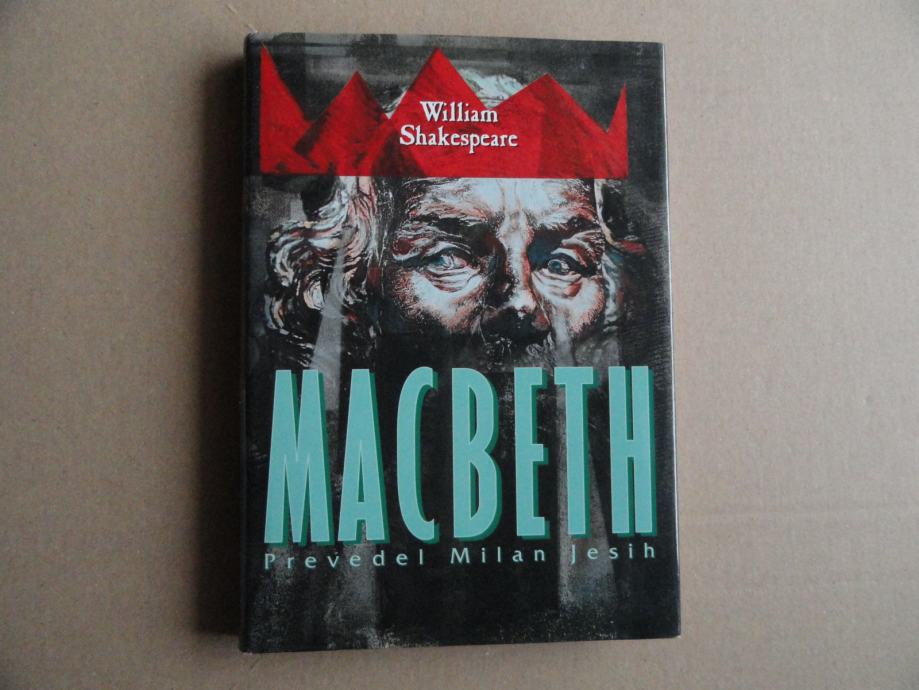 William
Shakespeare
MACBETH
Prevedel Milan Jesih